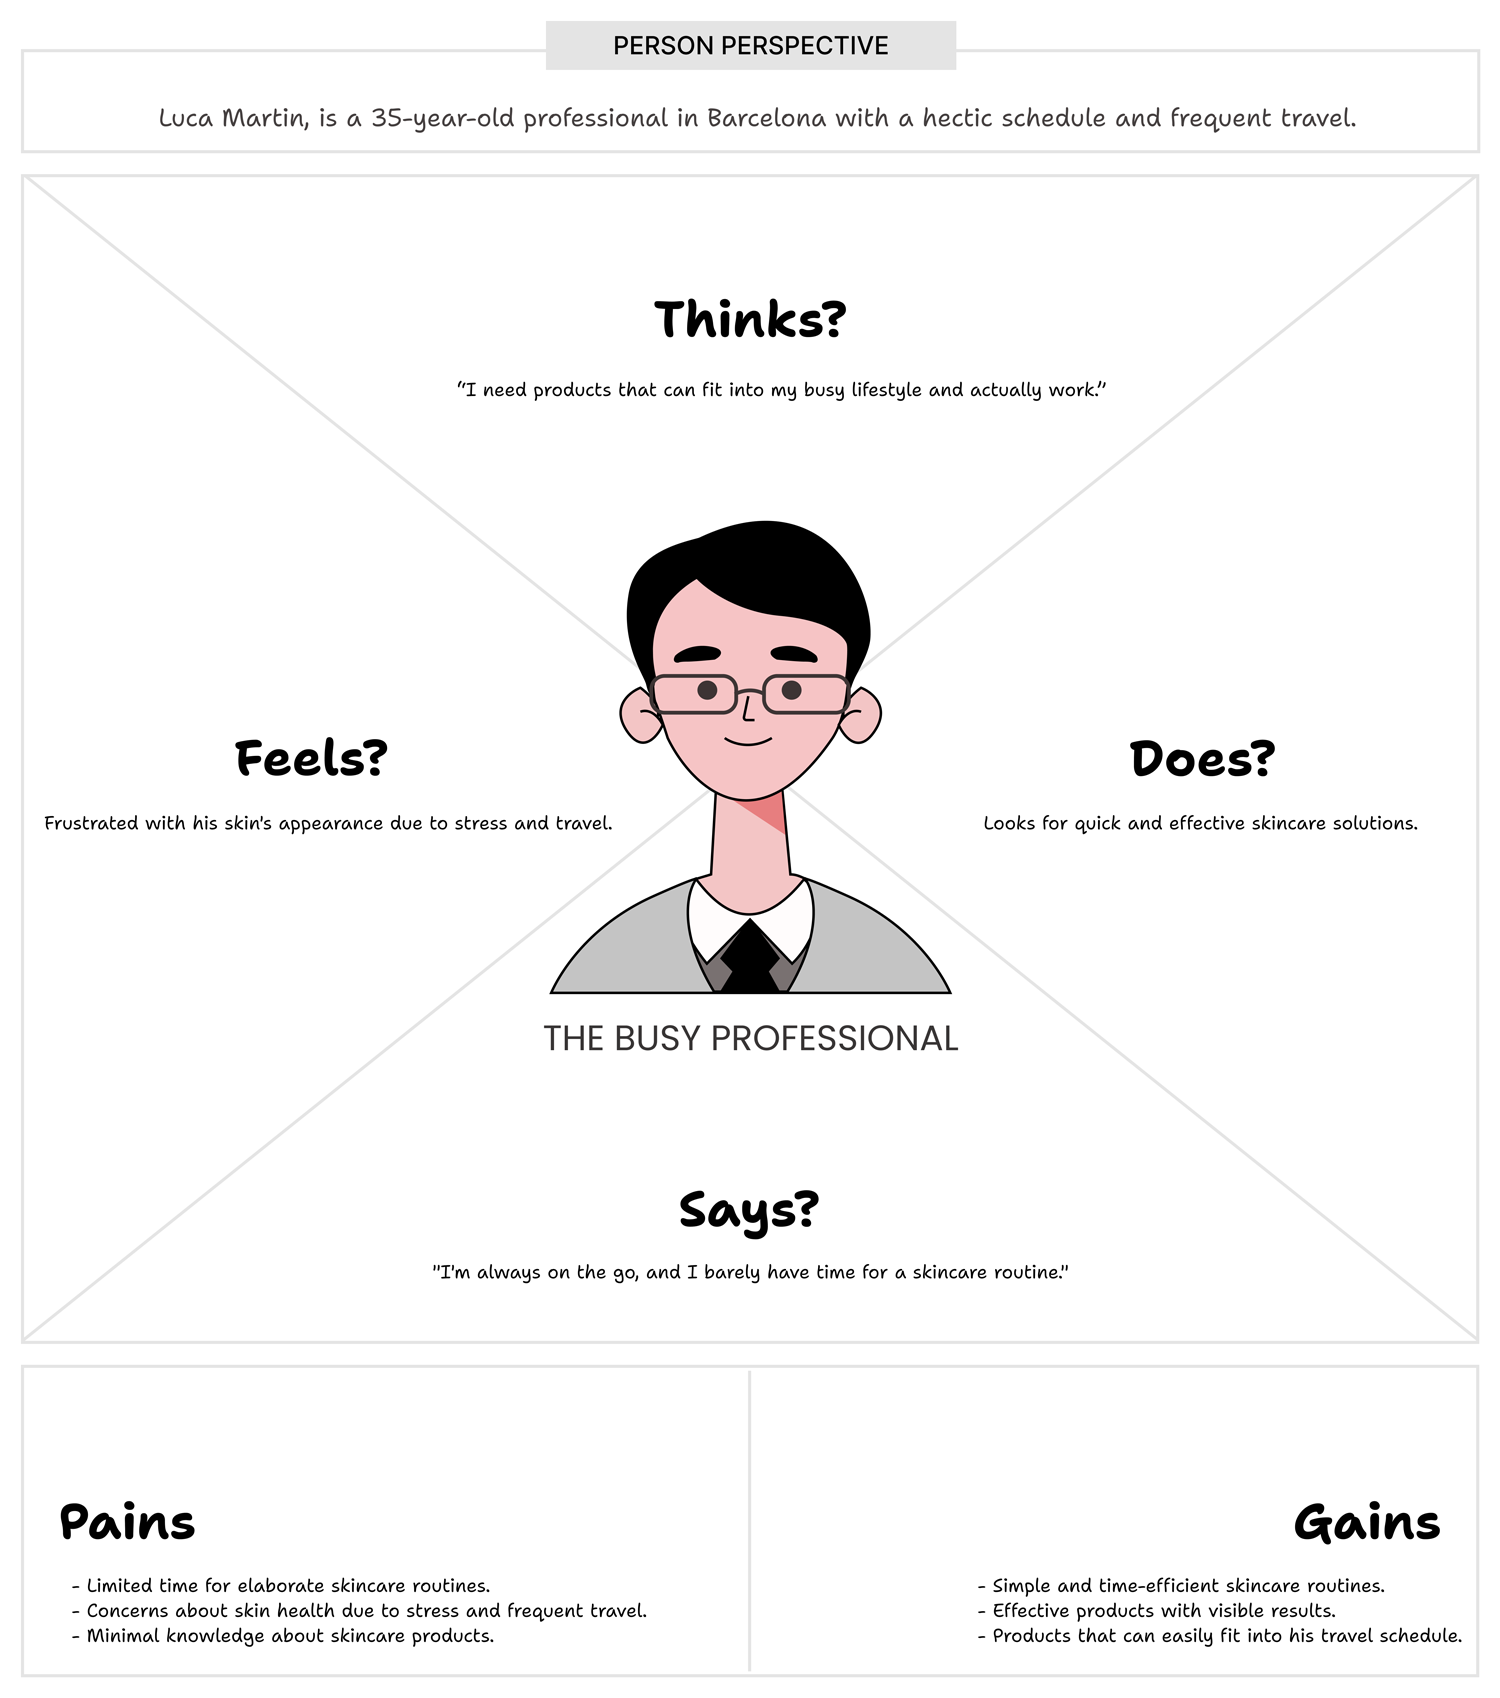 PERSON PERSPECTIVE
Luca Martin, is a 35-year-old professional in Barcelona with a hectic schedule and frequent travel.
Thinks?
“I need products that can fit into my busy lifestyle and actually work.”
Feels?
Frustrated with his skin's appearance due to stress and travel.
Does?
Looks for quick and effective skincare solutions.
THE BUSY PROFESSIONAL
Says?
"I'm always on the go, and I barely have time for a skincare routine."
Pains
- Limited time for elaborate skincare routines.
- Concerns about skin health due to stress and frequent travel.
- Minimal knowledge about skincare products.
Gains
- Simple and time-efficient skincare routines.
- Effective products with visible results.
- Products that can easily fit into his travel schedule.